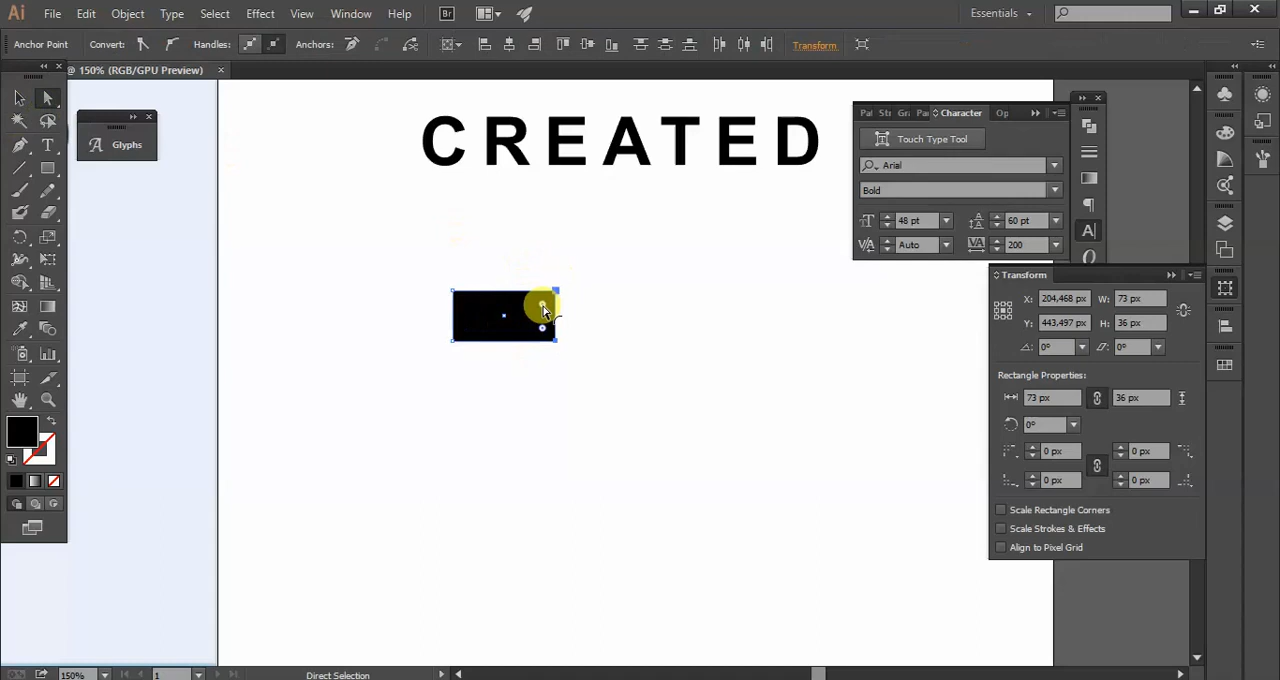 Ai File Edit Object Type Select Effect View Window Help Br Essentials
Anchor Point Convert: Handles: Anchors: Transform
@ 150% (RGB/GPU Preview) ×
A Glyphs
CREATED
Character
Touch Type Tool
Arial
Bold
48 pt 60 pt
Auto 200
Transform
X: 204,468 px W: 73 px
Y: 443,497 px H: 36 px
0° 0°
Rectangle Properties:
73 px 36 px
0°
0 px 0 px
0 px 0 px
Scale Rectangle Corners
Scale Strokes & Effects
Align to Pixel Grid
150% 1 Direct Selection